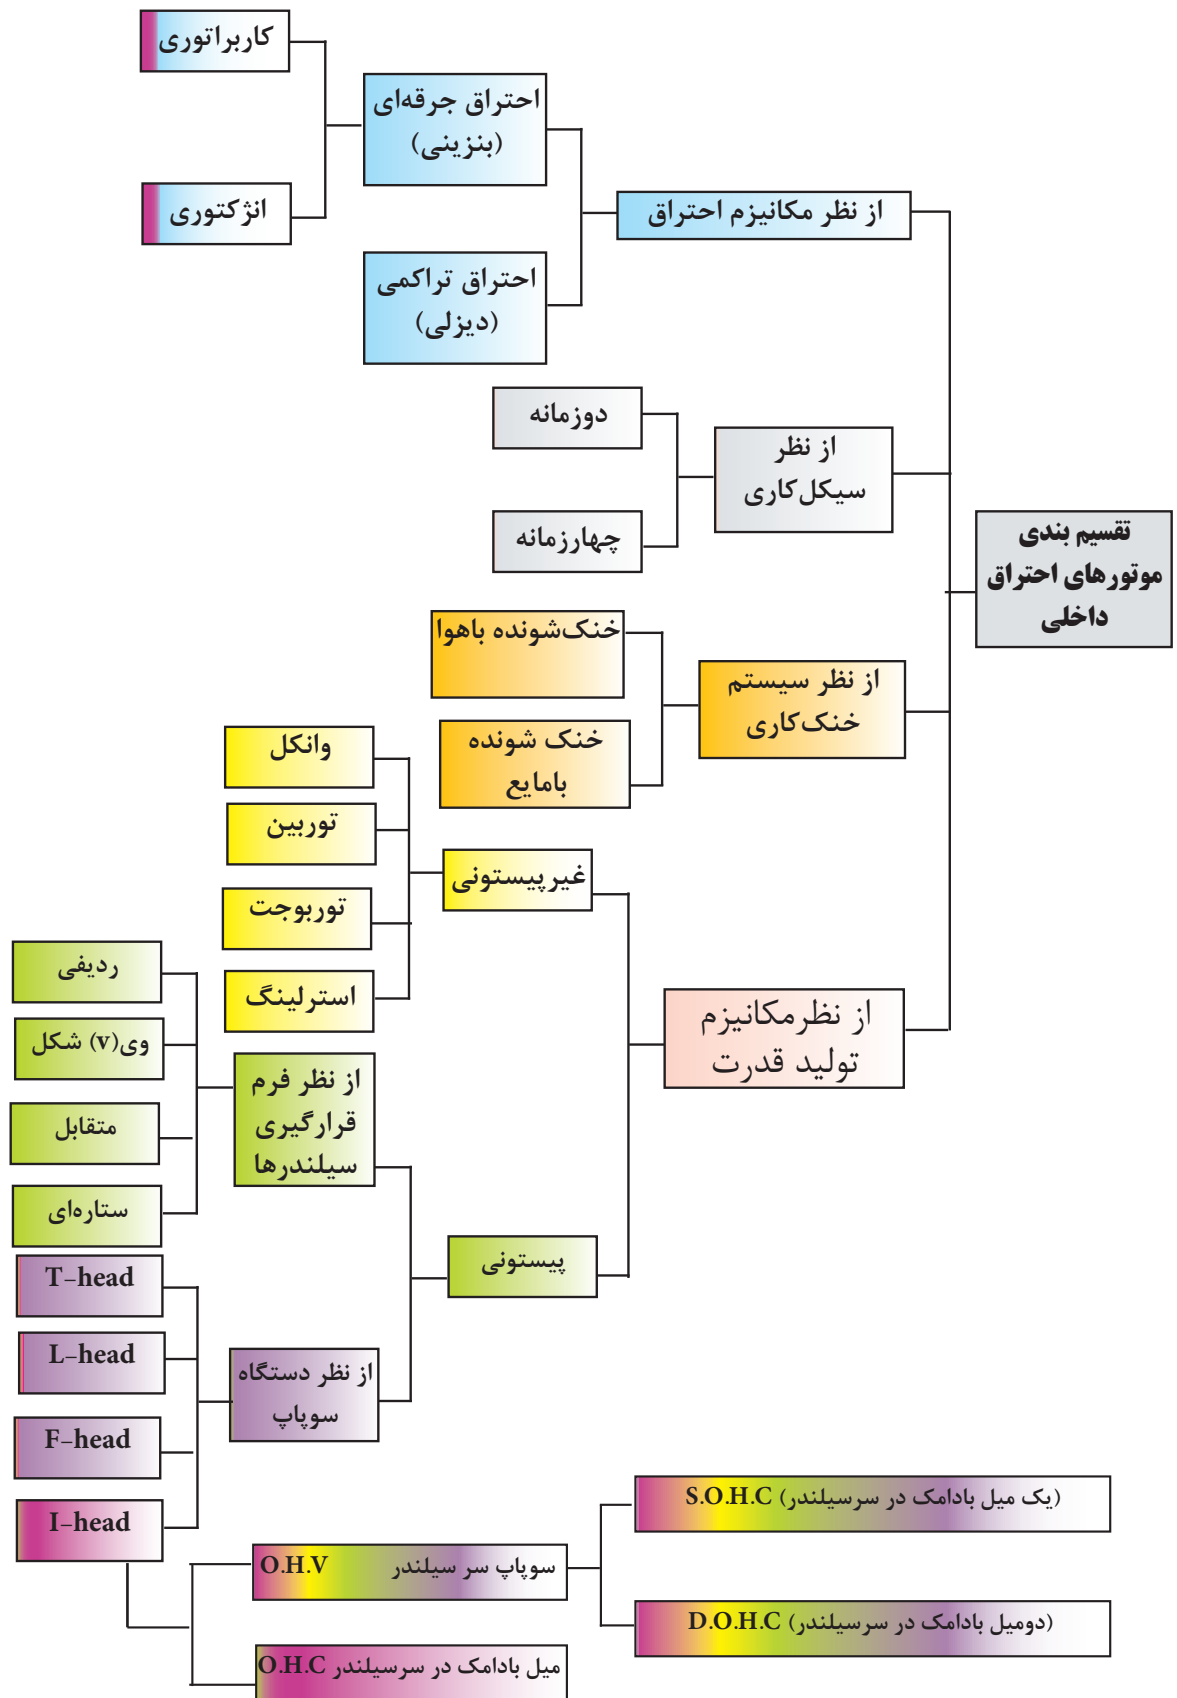 تقسیم بندی
موتورهای احتراق
داخلی
از نظر مکانیزم احتراق
احتراق جرقه‌ای
(بنزینی)
کاربراتوری
انژکتوری
احتراق تراکمی
(دیزلی)
از نظر
سیکل‌کاری
دوزمانه
چهارزمانه
از نظر سیستم
خنک‌کاری
خنک‌شونده باهوا
خنک شونده
بامایع
از نظرمکانیزم
تولید قدرت
غیرپیستونی
وانکل
توربین
توربوجت
استرلینگ
پیستونی
از نظر فرم
قرارگیری
سیلندرها
ردیفی
وی(v) شکل
متقابل
ستاره‌ای
از نظر دستگاه
سوپاپ
T-head
L-head
F-head
I-head
سوپاپ سر سیلندر O.H.V
S.O.H.C (یک میل بادامک در سرسیلندر)
D.O.H.C (دومیل بادامک در سرسیلندر)
میل بادامک در سرسیلندر O.H.C